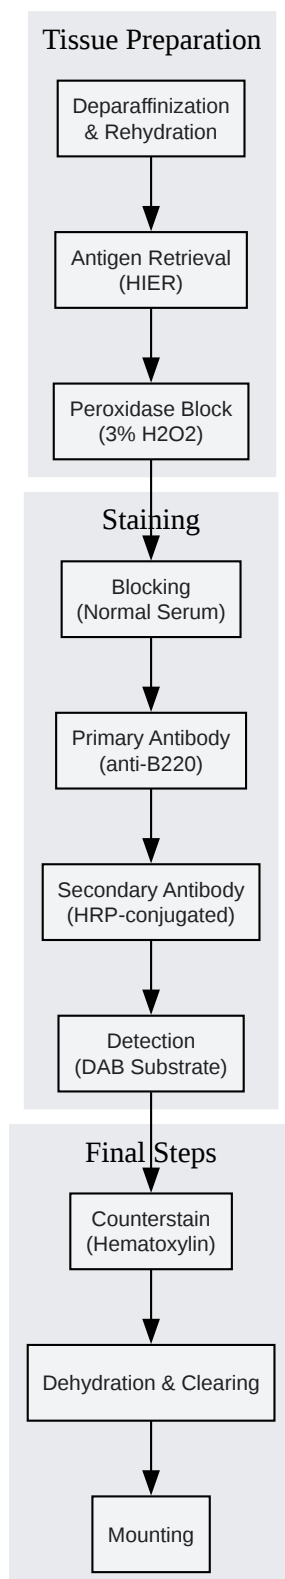 Tissue Preparation
Deparaffinization
& Rehydration
Antigen Retrieval
(HIER)
Peroxidase Block
(3% H2O2)
Staining
Blocking
(Normal Serum)
Primary Antibody
(anti-B220)
Secondary Antibody
(HRP-conjugated)
Detection
(DAB Substrate)
Final Steps
Counterstain
(Hematoxylin)
Dehydration & Clearing
Mounting